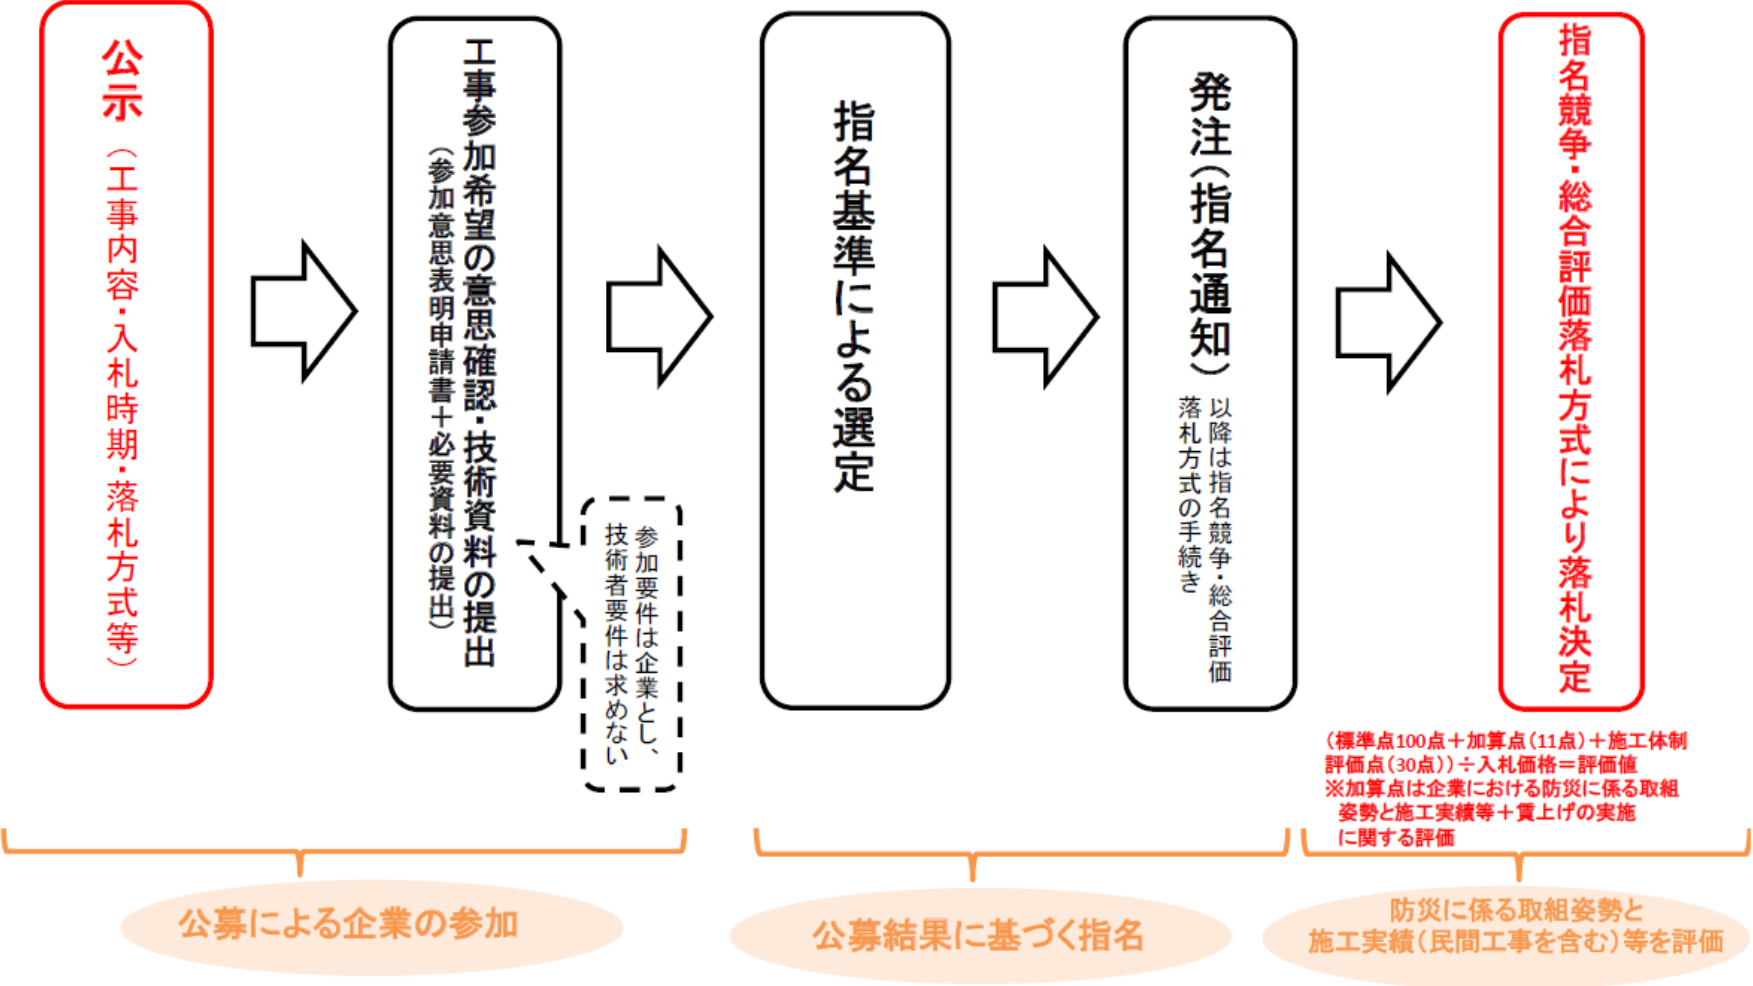 公示（工事内容・入札時期・落札方式等）
工事参加希望の意思確認・技術資料の提出
（参加意思表明申請書＋必要資料の提出）
参加要件は企業とし、
技術者要件は求めない
指名基準による選定
発注（指名通知）
以降は指名競争・総合評価
落札方式の手続き
指名競争・総合評価落札方式により落札決定
（標準点100点＋加算点（11点）＋施工体制
評価点（30点））÷入札価格＝評価値
※加算点は企業における防災に係る取組
姿勢と施工実績等＋賃上げの実施
に関する評価
公募による企業の参加
公募結果に基づく指名
防災に係る取組姿勢と
施工実績（民間工事を含む）等を評価